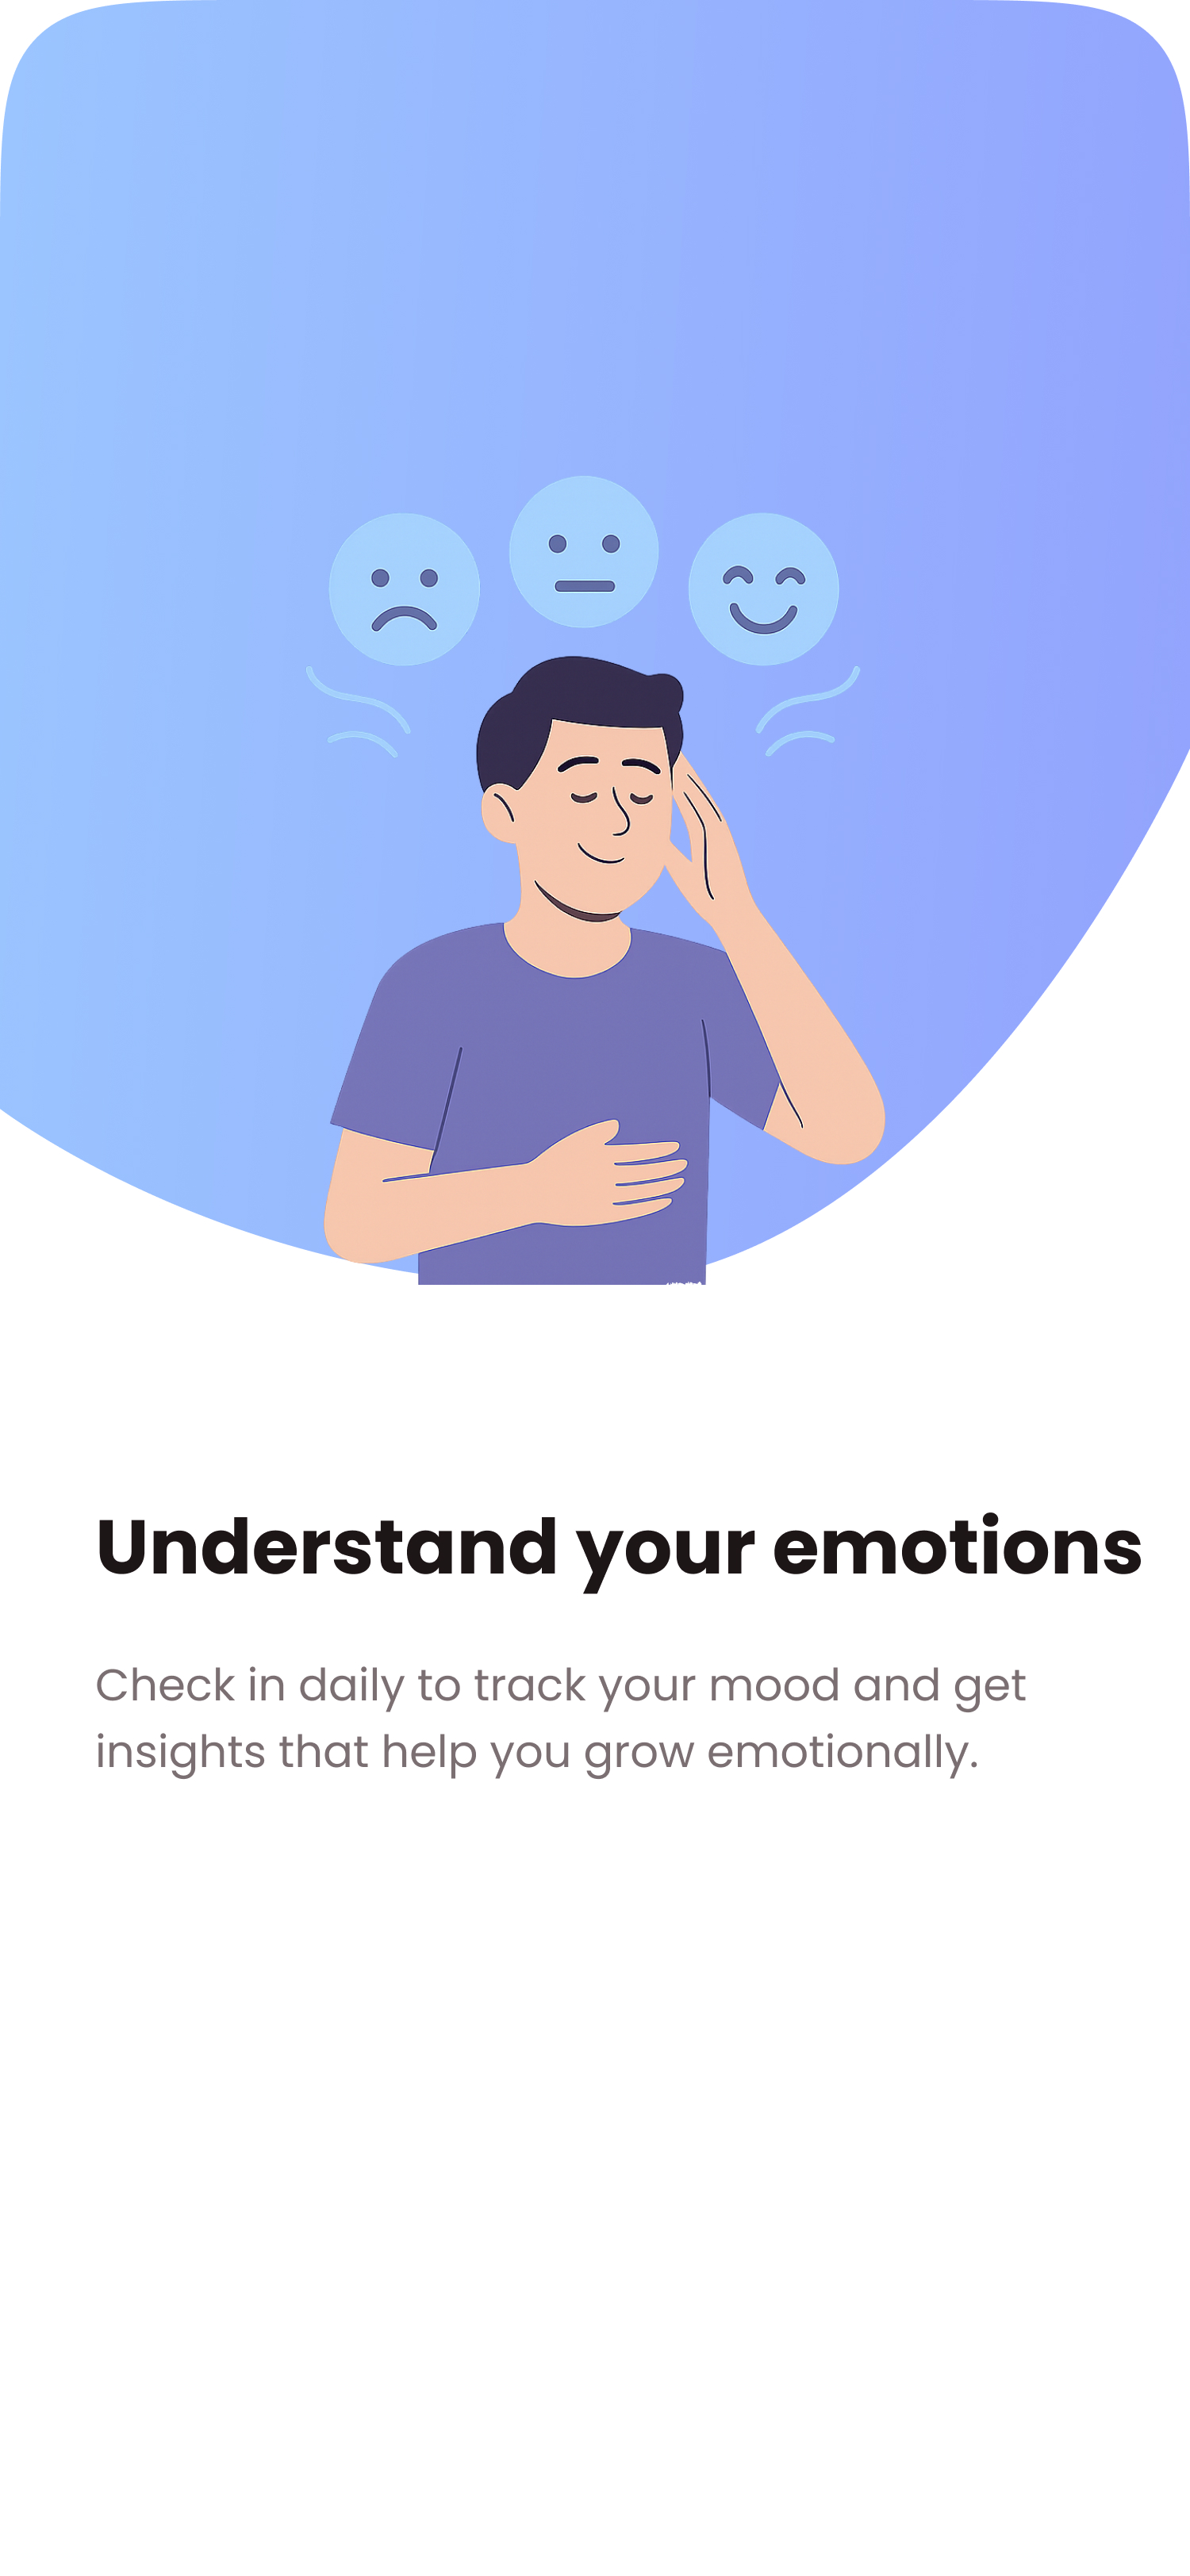 Understand your emotions
Check in daily to track your mood and get
insights that help you grow emotionally.